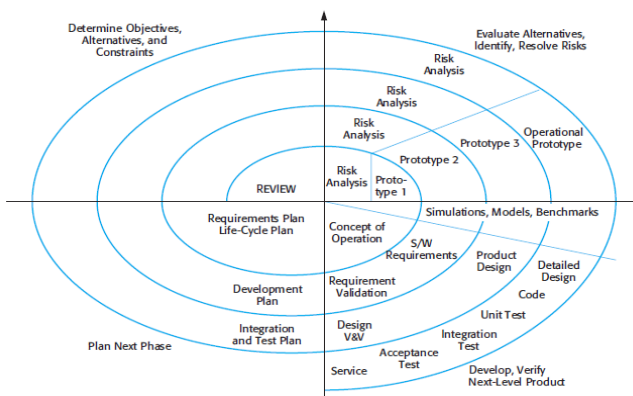 Determine Objectives,
Alternatives, and
Constraints
Evaluate Alternatives,
Identify, Resolve Risks
Risk
Analysis
Risk
Analysis
Risk
Analysis
Risk
Analysis
Proto-
type 1
Prototype 2
Prototype 3
Operational
Prototype
REVIEW
Requirements Plan
Life-Cycle Plan
Simulations, Models, Benchmarks
Concept of
Operation
S/W
Requirements
Product
Design
Detailed
Design
Development
Plan
Requirement
Validation
Code
Unit Test
Integration
and Test Plan
Design
V&V
Integration
Test
Plan Next Phase
Acceptance
Test
Service
Develop, Verify
Next-Level Product